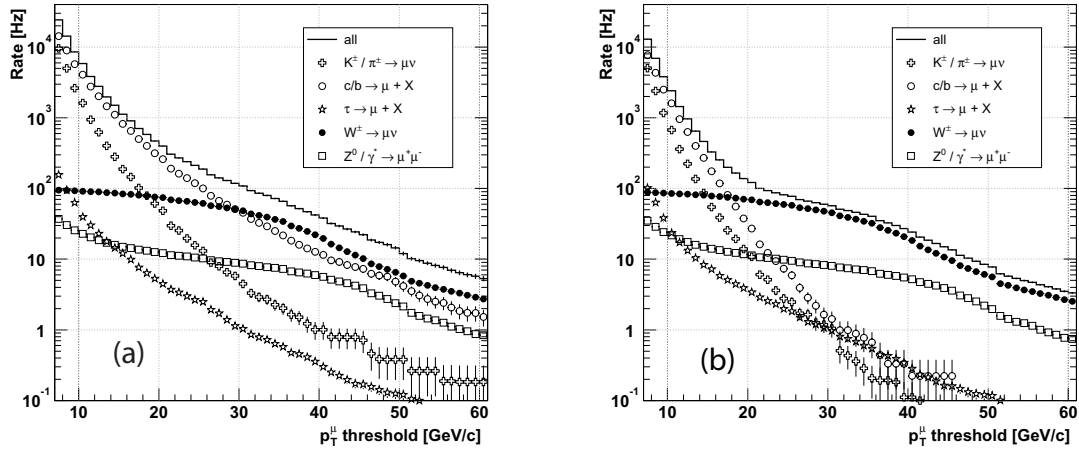 Rate [Hz]
10⁴
10³
10²
10
1
10⁻¹
all
K± / π± → μν
c/b → μ + X
τ → μ + X
W± → μν
Z⁰ / γ* → μ⁺μ⁻
(a)
10 20 30 40 50 60
p_T^μ threshold [GeV/c]
Rate [Hz]
10⁴
10³
10²
10
1
10⁻¹
all
K± / π± → μν
c/b → μ + X
τ → μ + X
W± → μν
Z⁰ / γ* → μ⁺μ⁻
(b)
10 20 30 40 50 60
p_T^μ threshold [GeV/c]